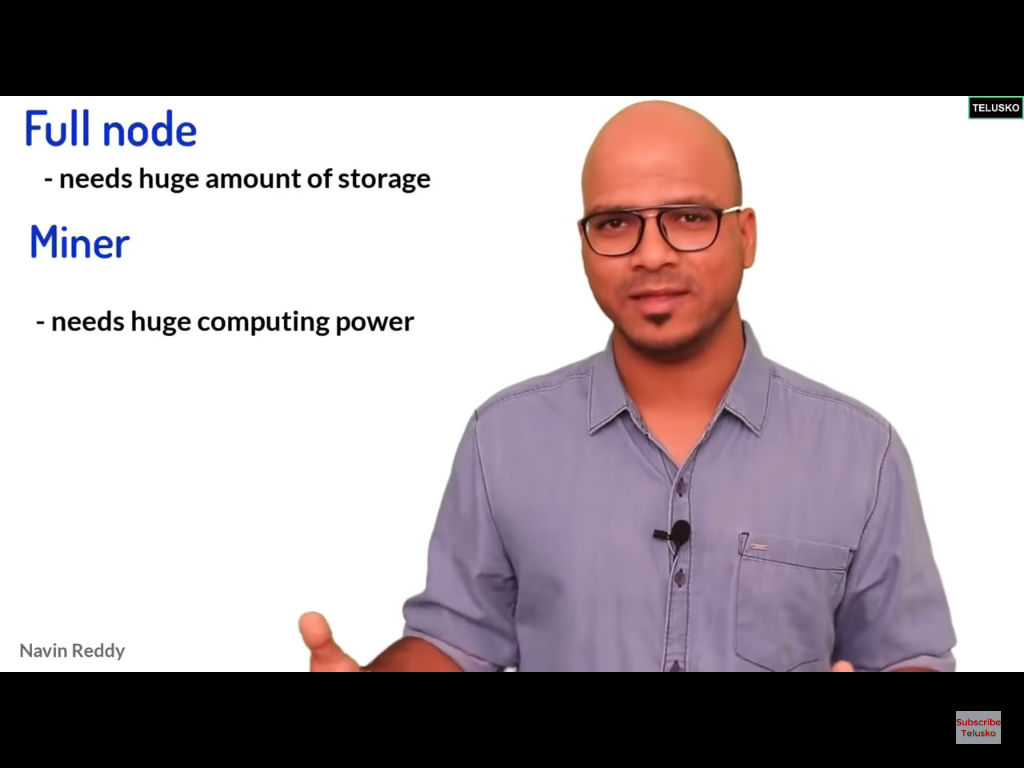 TELUSKO
Full node
- needs huge amount of storage
Miner
- needs huge computing power
Navin Reddy
Subscribe
Telusko